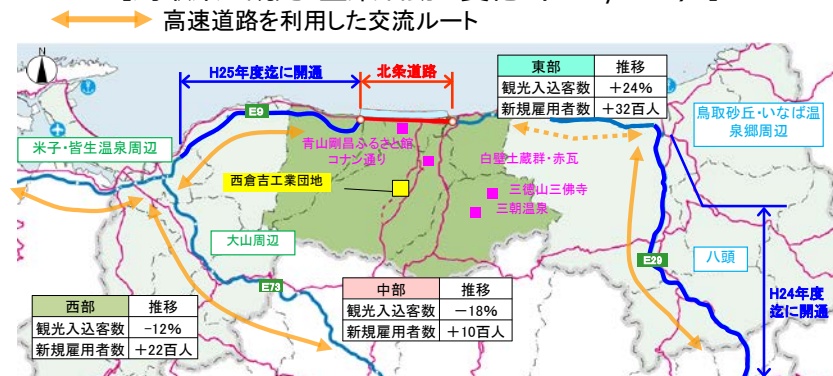 高速道路を利用した交流ルート
N
H25年度迄に開通
北条道路
東部 推移
観光入込客数 +24%
新規雇用者数 +32百人
E9
鳥取砂丘・いなば温
泉郷周辺
米子・皆生温泉周辺
青山剛昌ふるさと館
コナン通り
白壁土蔵群・赤瓦
西倉吉工業団地
三徳山三佛寺
三朝温泉
大山周辺
E29
八頭
E73
H24年度
迄に開通
中部 推移
観光入込客数 −18%
新規雇用者数 +10百人
西部 推移
観光入込客数 -12%
新規雇用者数 +22百人